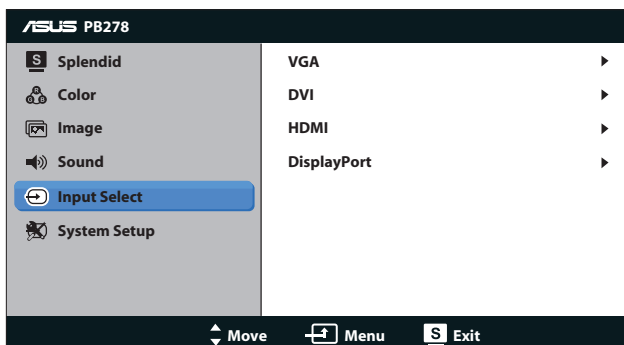 ASUS PB278
S Splendid
Color
Image
Sound
Input Select
System Setup
VGA
DVI
HDMI
DisplayPort
Move Menu S Exit